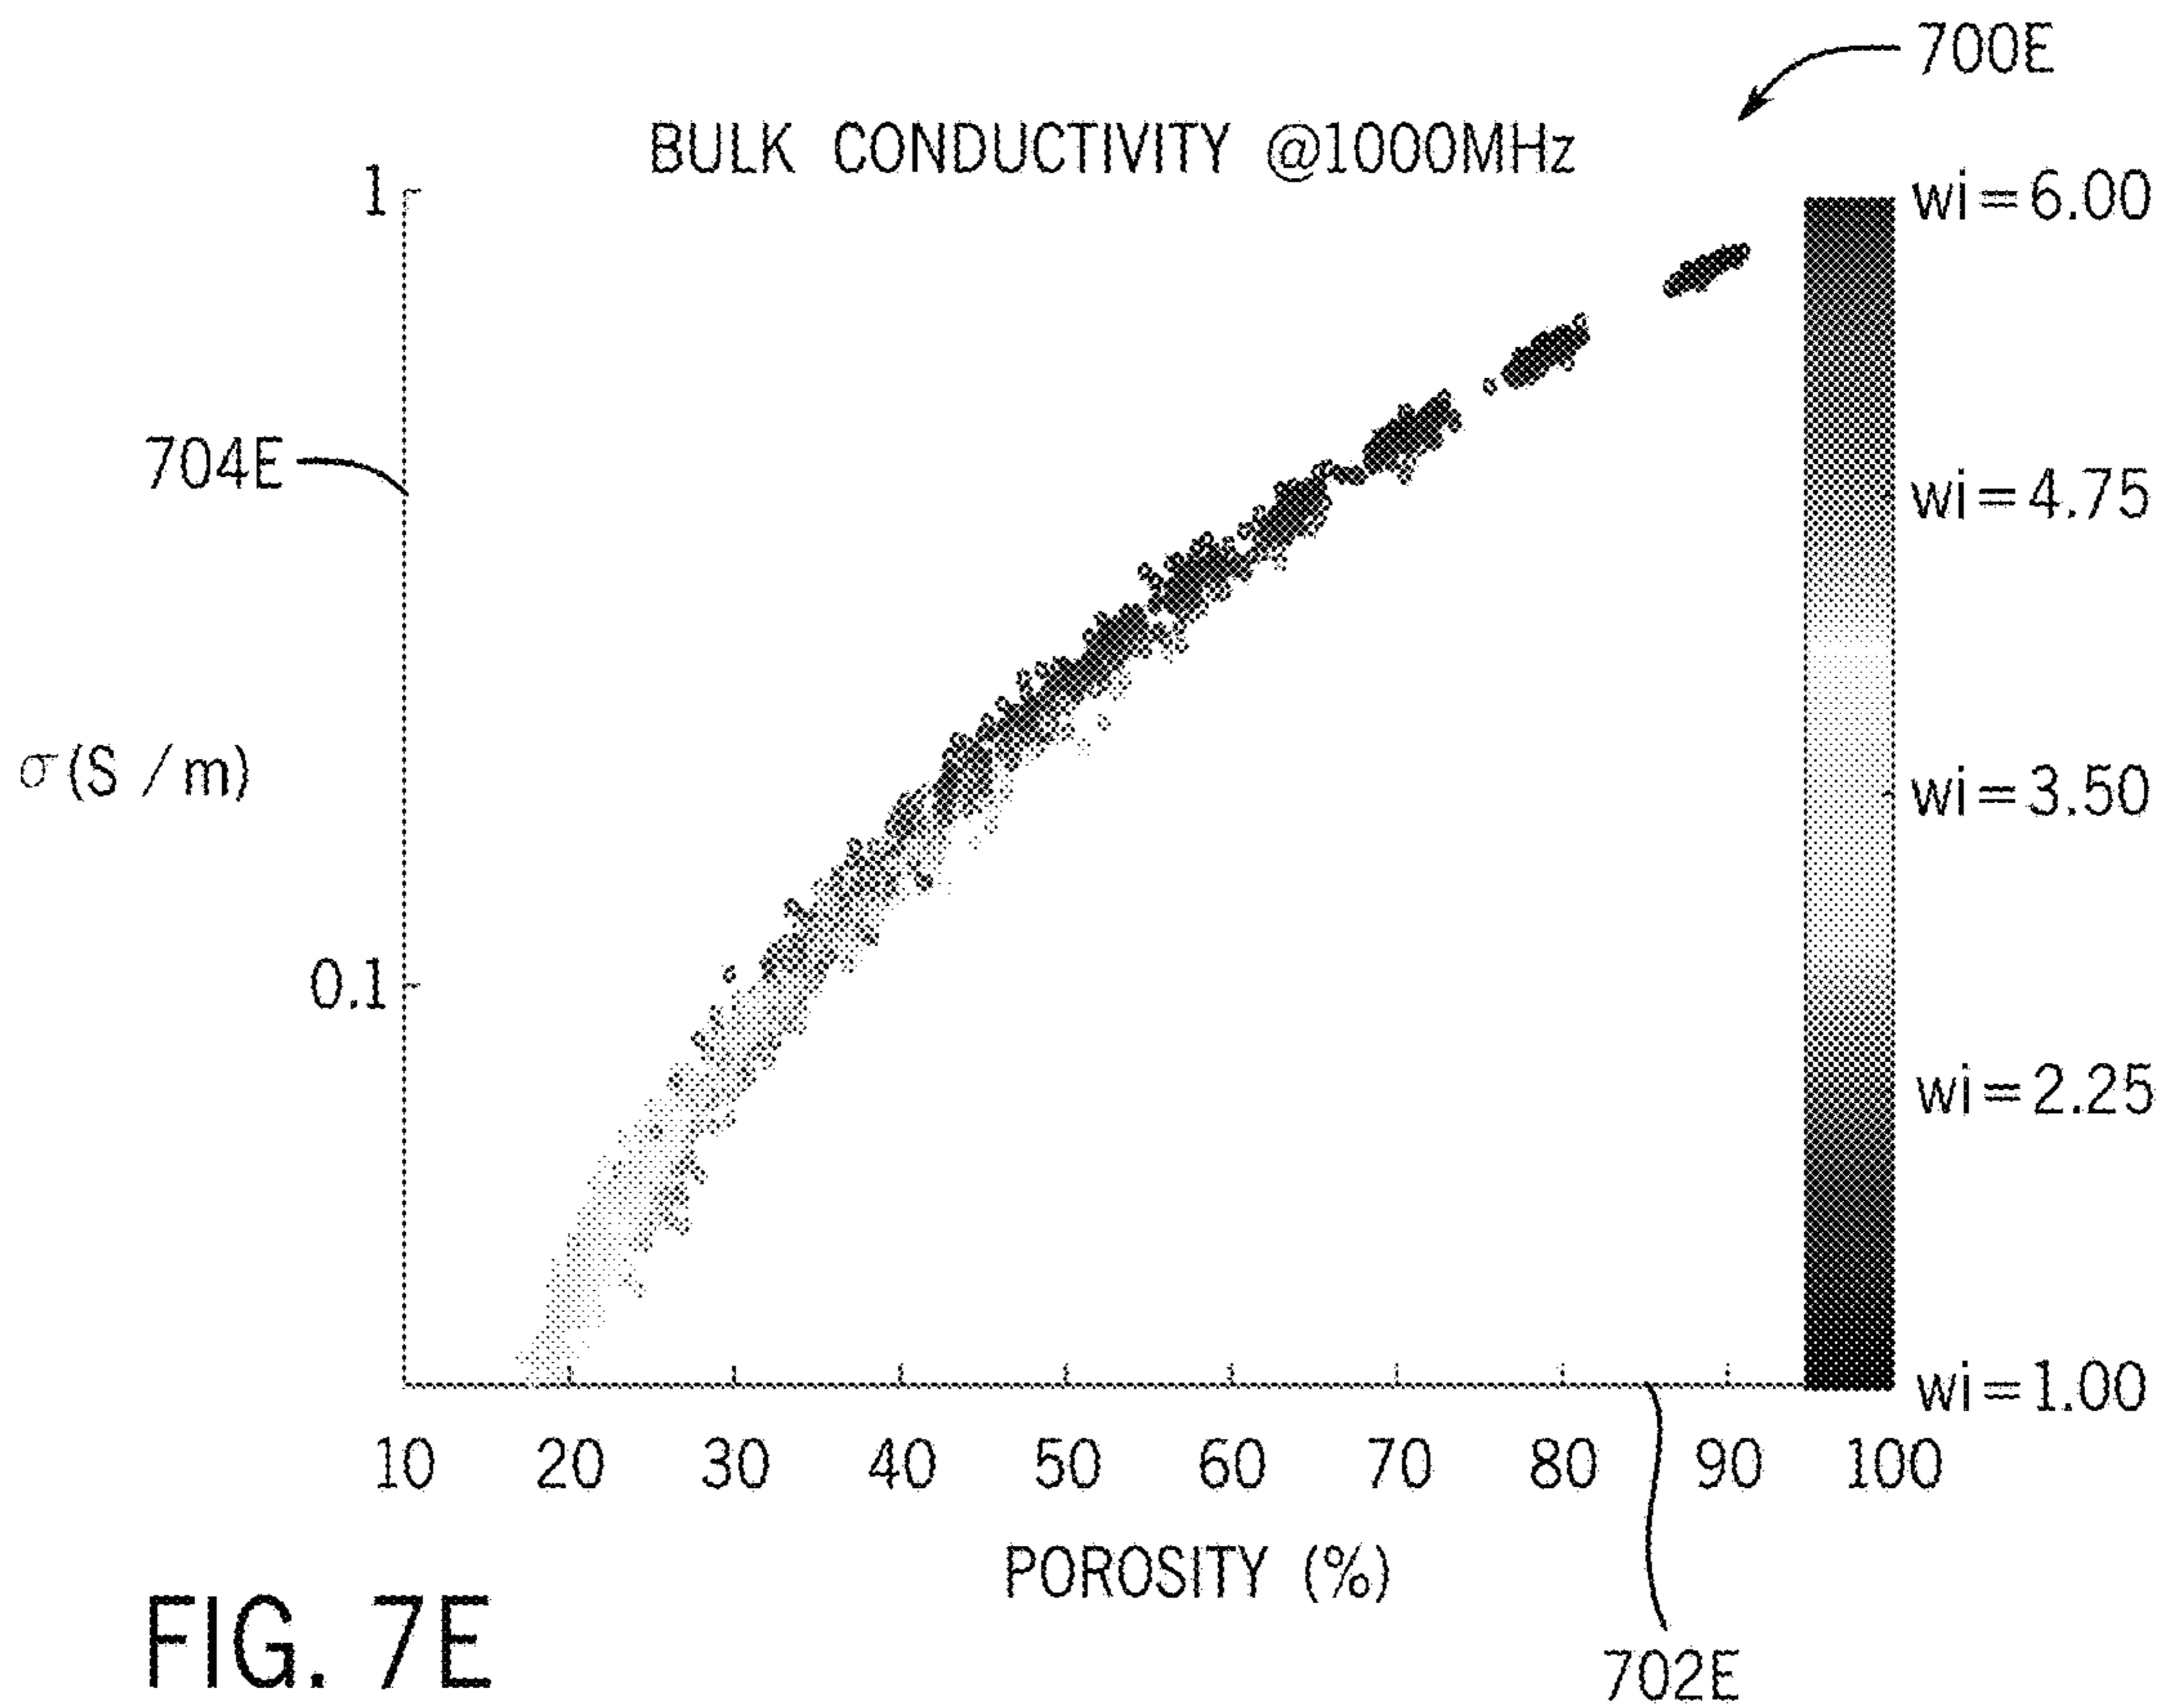 700E
BULK CONDUCTIVITY @1000MHz
1
wi=6.00
704E
wi=4.75
σ(S /m)
wi=3.50
0.1
wi=2.25
wi=1.00
10 20 30 40 50 60 70 80 90 100
POROSITY (%)
FIG. 7E
702E